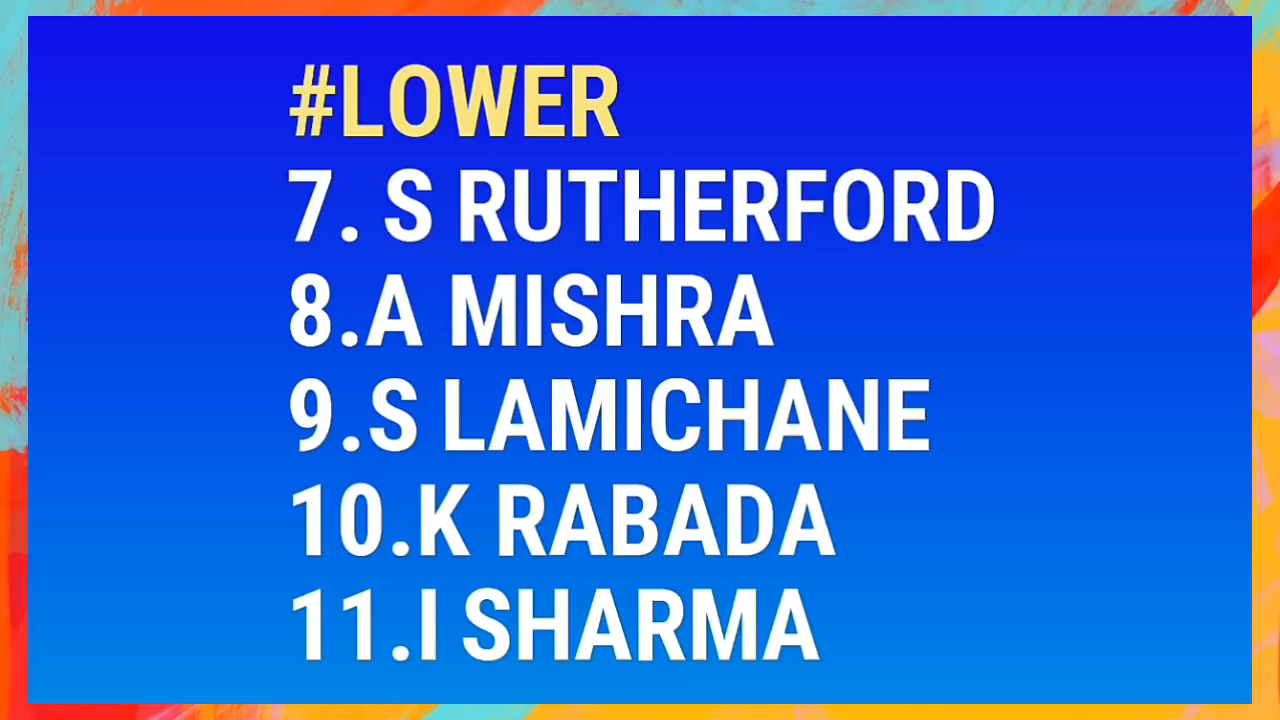 #LOWER
7. S RUTHERFORD
8.A MISHRA
9.S LAMICHANE
10.K RABADA
11.I SHARMA